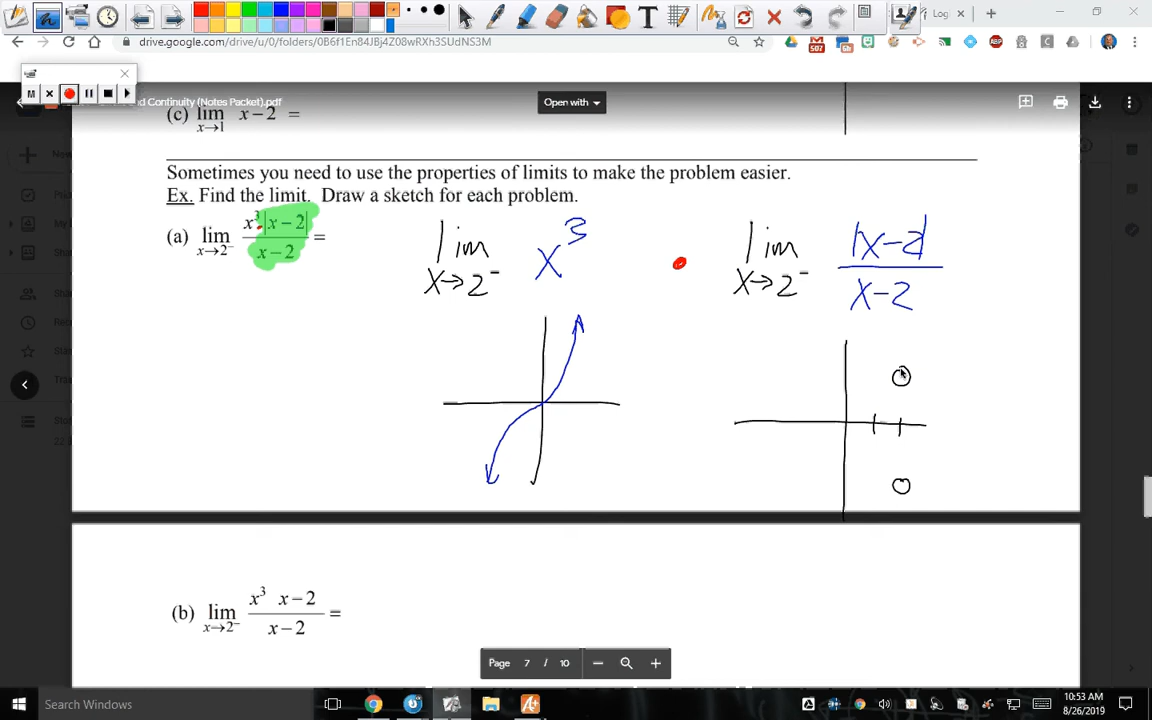 Log
drive.google.com/drive/u/0/folders/0B6f1En84JBj4Z08wRXh3SUdNS3M
and Continuity (Notes Packet).pdf
Open with
(c) lim x→1 x − 2 =
Sometimes you need to use the properties of limits to make the problem easier.
Ex. Find the limit. Draw a sketch for each problem.
(a) lim x→2⁻ x³|x − 2| / x − 2 =
lim x→2⁻ x³ • lim x→2⁻ |x−2| / x−2
(b) lim x→2⁻ x³ x − 2 / x − 2 =
Page 7 / 10
Search Windows
10:53 AM
8/26/2019